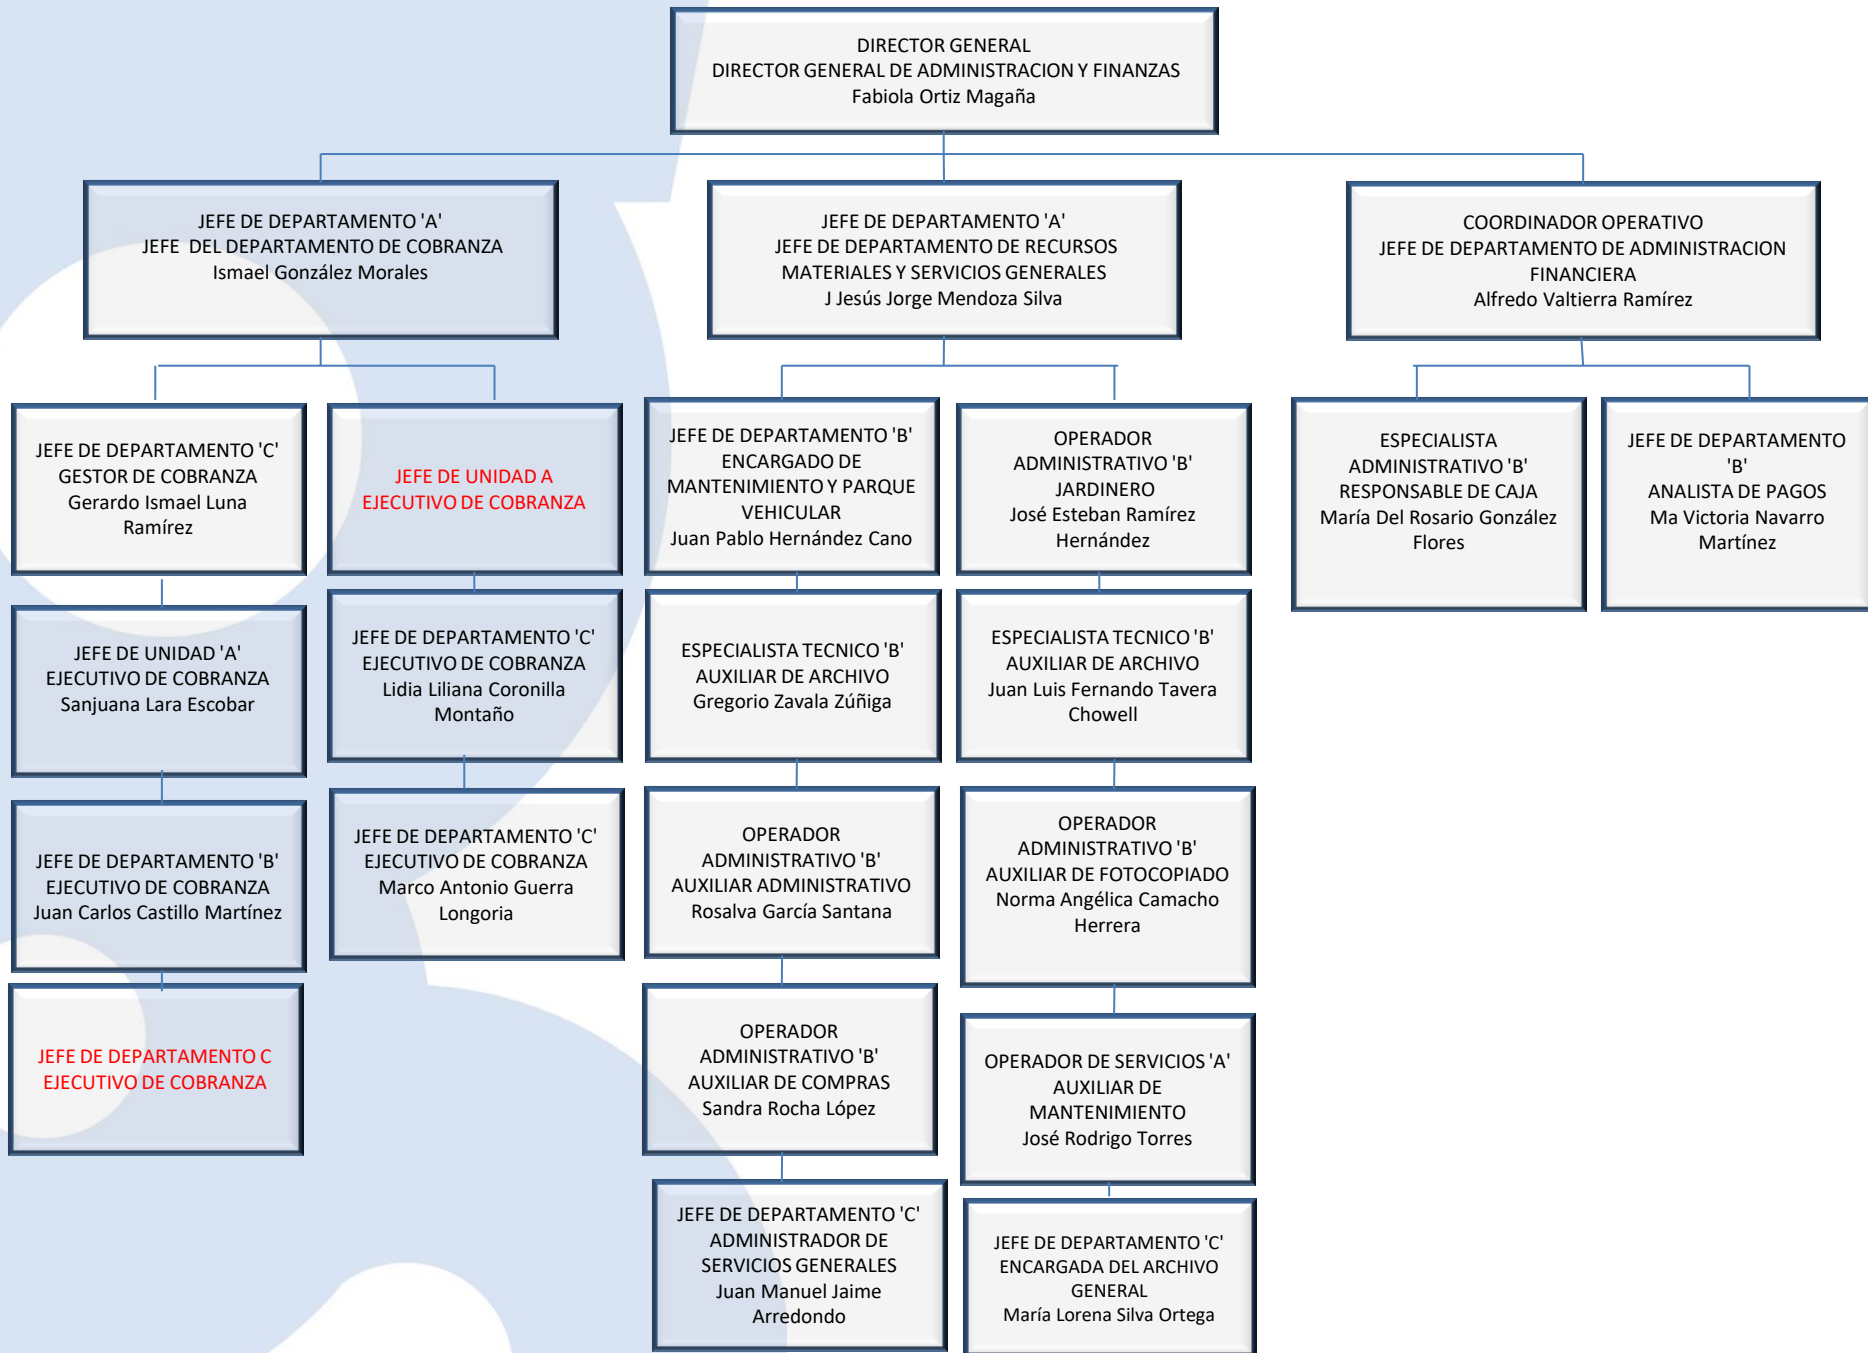 DIRECTOR GENERAL
DIRECTOR GENERAL DE ADMINISTRACION Y FINANZAS
Fabiola Ortiz Magaña
JEFE DE DEPARTAMENTO 'A'
JEFE  DEL DEPARTAMENTO DE COBRANZA
Ismael González Morales
JEFE DE DEPARTAMENTO 'A'
JEFE DE DEPARTAMENTO DE RECURSOS
MATERIALES Y SERVICIOS GENERALES
J Jesús Jorge Mendoza Silva
COORDINADOR OPERATIVO
JEFE DE DEPARTAMENTO DE ADMINISTRACION
FINANCIERA
Alfredo Valtierra Ramírez
JEFE DE DEPARTAMENTO 'C'
GESTOR DE COBRANZA
Gerardo Ismael Luna
Ramírez
JEFE DE UNIDAD A
EJECUTIVO DE COBRANZA
JEFE DE DEPARTAMENTO 'B'
ENCARGADO DE
MANTENIMIENTO Y PARQUE
VEHICULAR
Juan Pablo Hernández Cano
OPERADOR
ADMINISTRATIVO 'B'
JARDINERO
José Esteban Ramírez
Hernández
ESPECIALISTA
ADMINISTRATIVO 'B'
RESPONSABLE DE CAJA
María Del Rosario González
Flores
JEFE DE DEPARTAMENTO
'B'
ANALISTA DE PAGOS
Ma Victoria Navarro
Martínez
JEFE DE UNIDAD 'A'
EJECUTIVO DE COBRANZA
Sanjuana Lara Escobar
JEFE DE DEPARTAMENTO 'C'
EJECUTIVO DE COBRANZA
Lidia Liliana Coronilla
Montaño
ESPECIALISTA TECNICO 'B'
AUXILIAR DE ARCHIVO
Gregorio Zavala Zúñiga
ESPECIALISTA TECNICO 'B'
AUXILIAR DE ARCHIVO
Juan Luis Fernando Tavera
Chowell
JEFE DE DEPARTAMENTO 'B'
EJECUTIVO DE COBRANZA
Juan Carlos Castillo Martínez
JEFE DE DEPARTAMENTO 'C'
EJECUTIVO DE COBRANZA
Marco Antonio Guerra
Longoria
OPERADOR
ADMINISTRATIVO 'B'
AUXILIAR ADMINISTRATIVO
Rosalva García Santana
OPERADOR
ADMINISTRATIVO 'B'
AUXILIAR DE FOTOCOPIADO
Norma Angélica Camacho
Herrera
JEFE DE DEPARTAMENTO C
EJECUTIVO DE COBRANZA
OPERADOR
ADMINISTRATIVO 'B'
AUXILIAR DE COMPRAS
Sandra Rocha López
OPERADOR DE SERVICIOS 'A'
AUXILIAR DE
MANTENIMIENTO
José Rodrigo Torres
JEFE DE DEPARTAMENTO 'C'
ADMINISTRADOR DE
SERVICIOS GENERALES
Juan Manuel Jaime
Arredondo
JEFE DE DEPARTAMENTO 'C'
ENCARGADA DEL ARCHIVO
GENERAL
María Lorena Silva Ortega